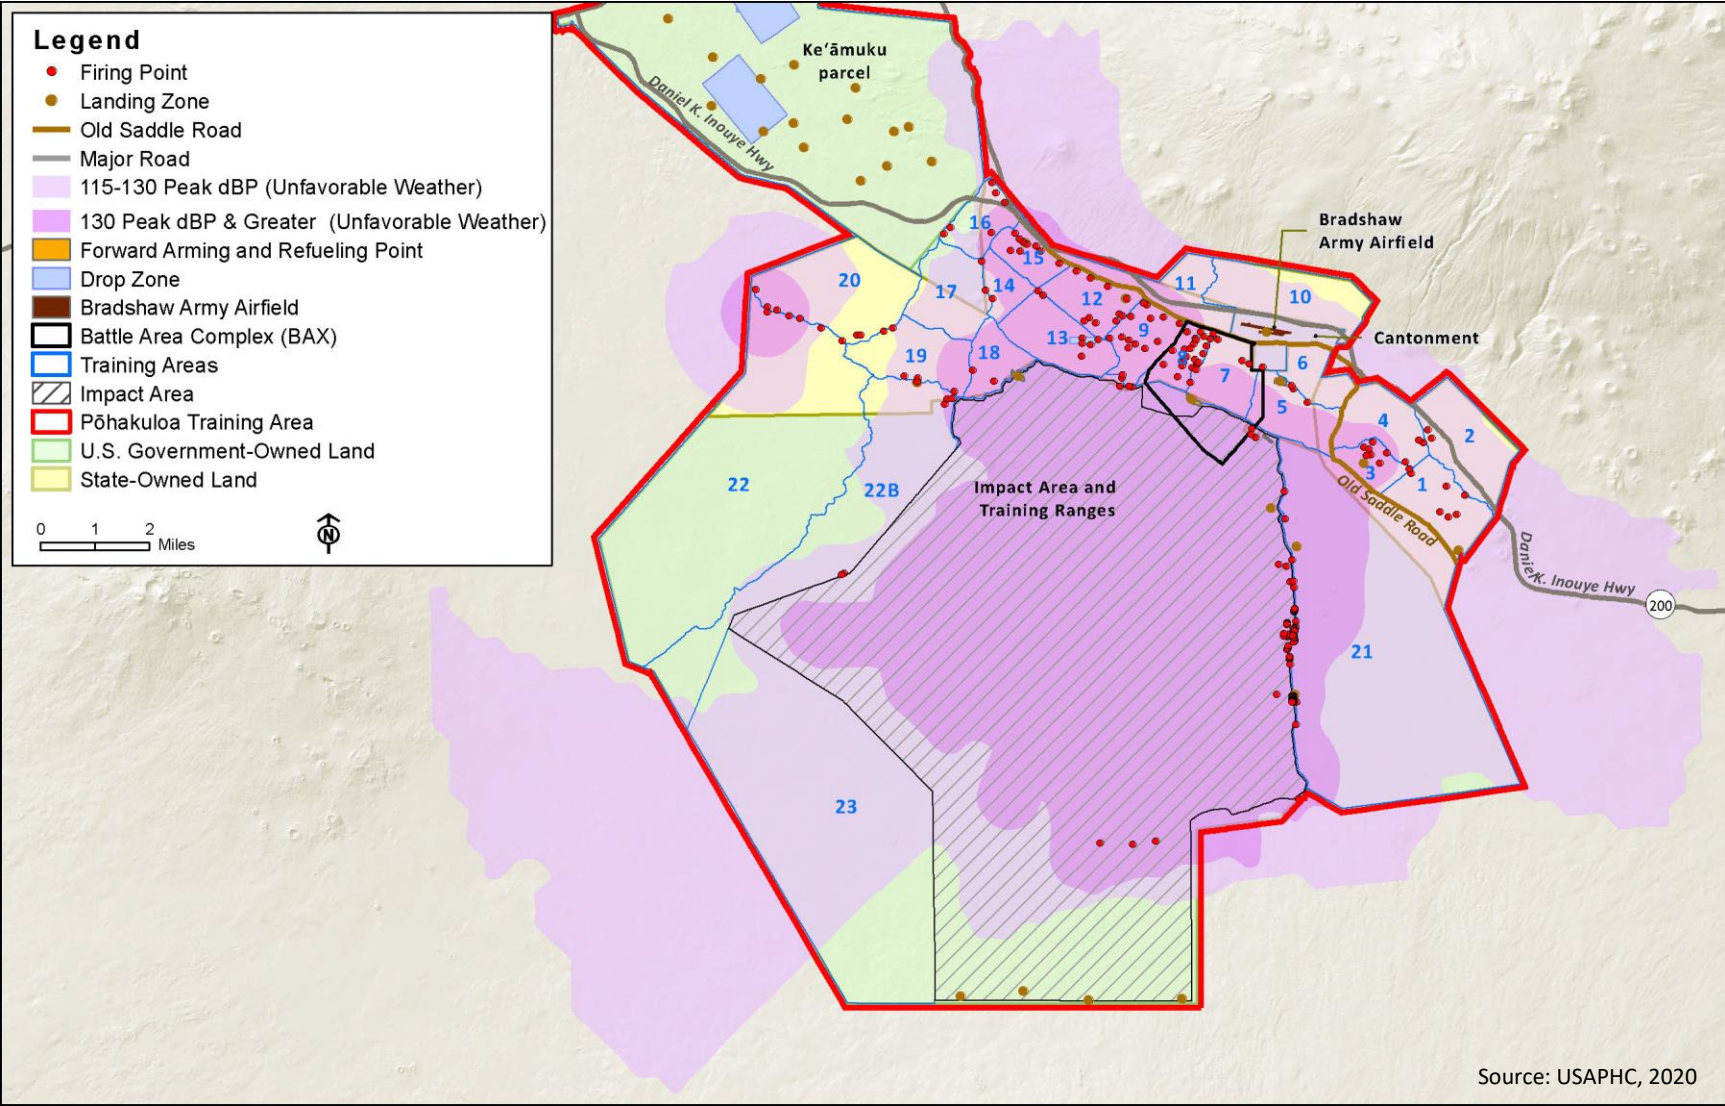 Legend
Firing Point
Landing Zone
Old Saddle Road
Major Road
115-130 Peak dBP (Unfavorable Weather)
130 Peak dBP & Greater (Unfavorable Weather)
Forward Arming and Refueling Point
Drop Zone
Bradshaw Army Airfield
Battle Area Complex (BAX)
Training Areas
Impact Area
Pōhakuloa Training Area
U.S. Government-Owned Land
State-Owned Land
0 1 2
Miles
N
Keʻāmuku
parcel
Daniel K. Inouye Hwy
Bradshaw
Army Airfield
Cantonment
16
15
20
17
14
12
11
10
13
9
8
7
6
19
18
5
4
2
3
1
22
22B
Impact Area and
Training Ranges
Old Saddle Road
Daniel K. Inouye Hwy
200
21
23
Source: USAPHC, 2020